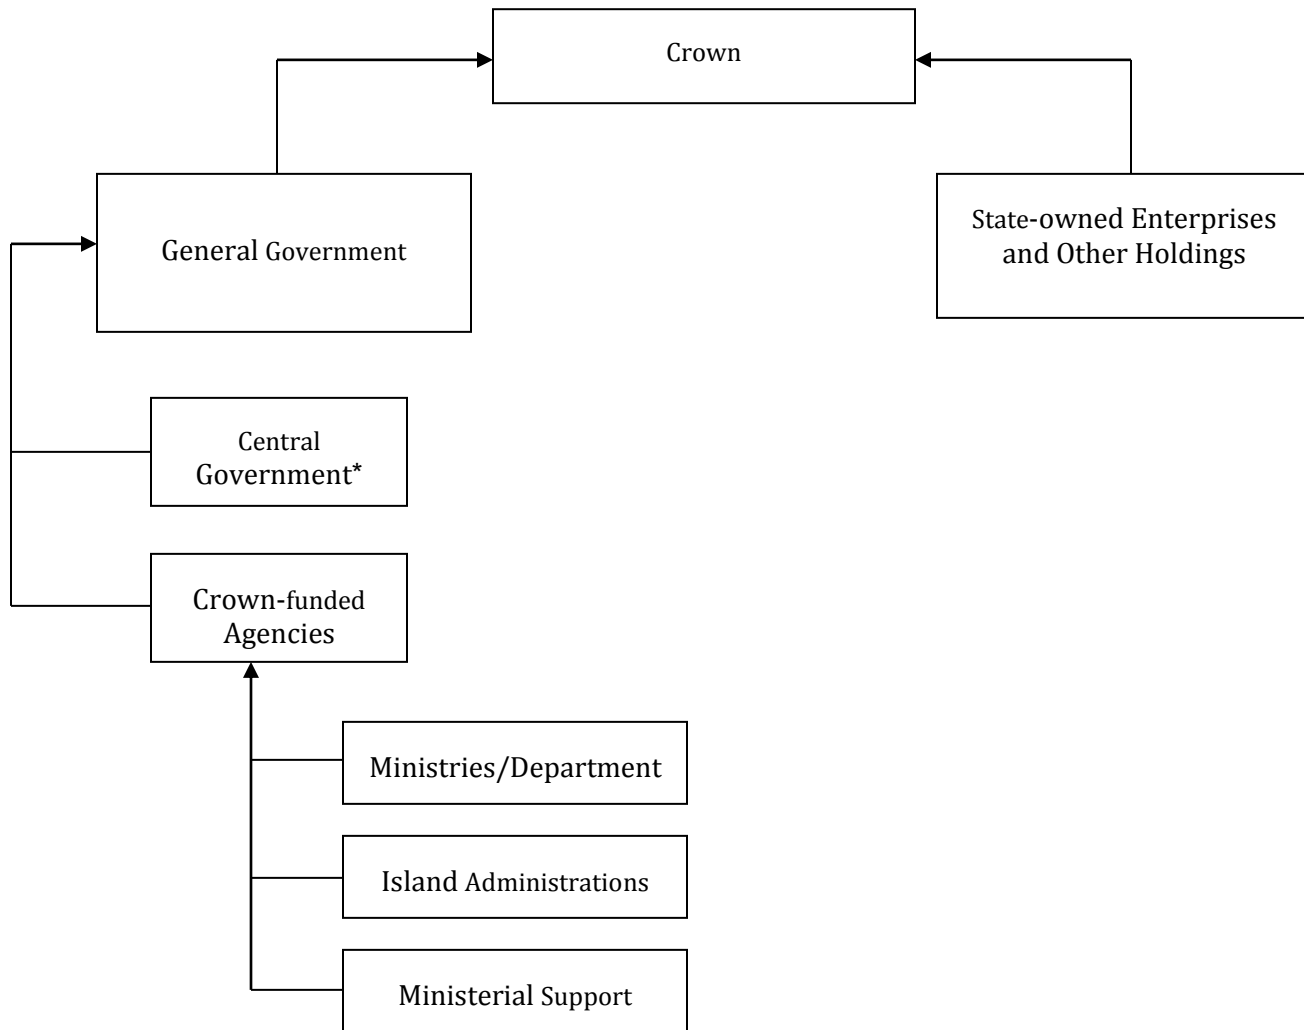 Crown
General Government
State-owned Enterprises
and Other Holdings
Central
Government*
Crown-funded
Agencies
Ministries/Department
Island Administrations
Ministerial Support